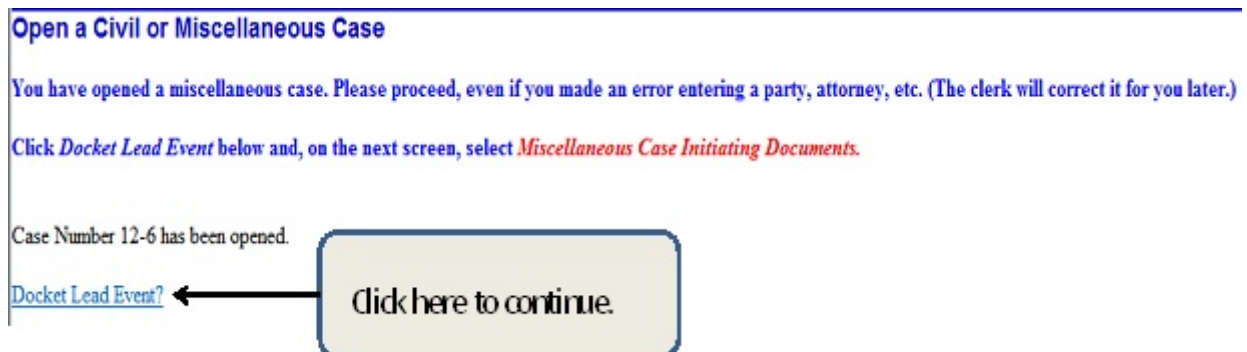 Open a Civil or Miscellaneous Case
You have opened a miscellaneous case. Please proceed, even if you made an error entering a party, attorney, etc. (The clerk will correct it for you later.)
Click Docket Lead Event below and, on the next screen, select Miscellaneous Case Initiating Documents.
Case Number 12-6 has been opened.
Docket Lead Event?
Click here to continue.